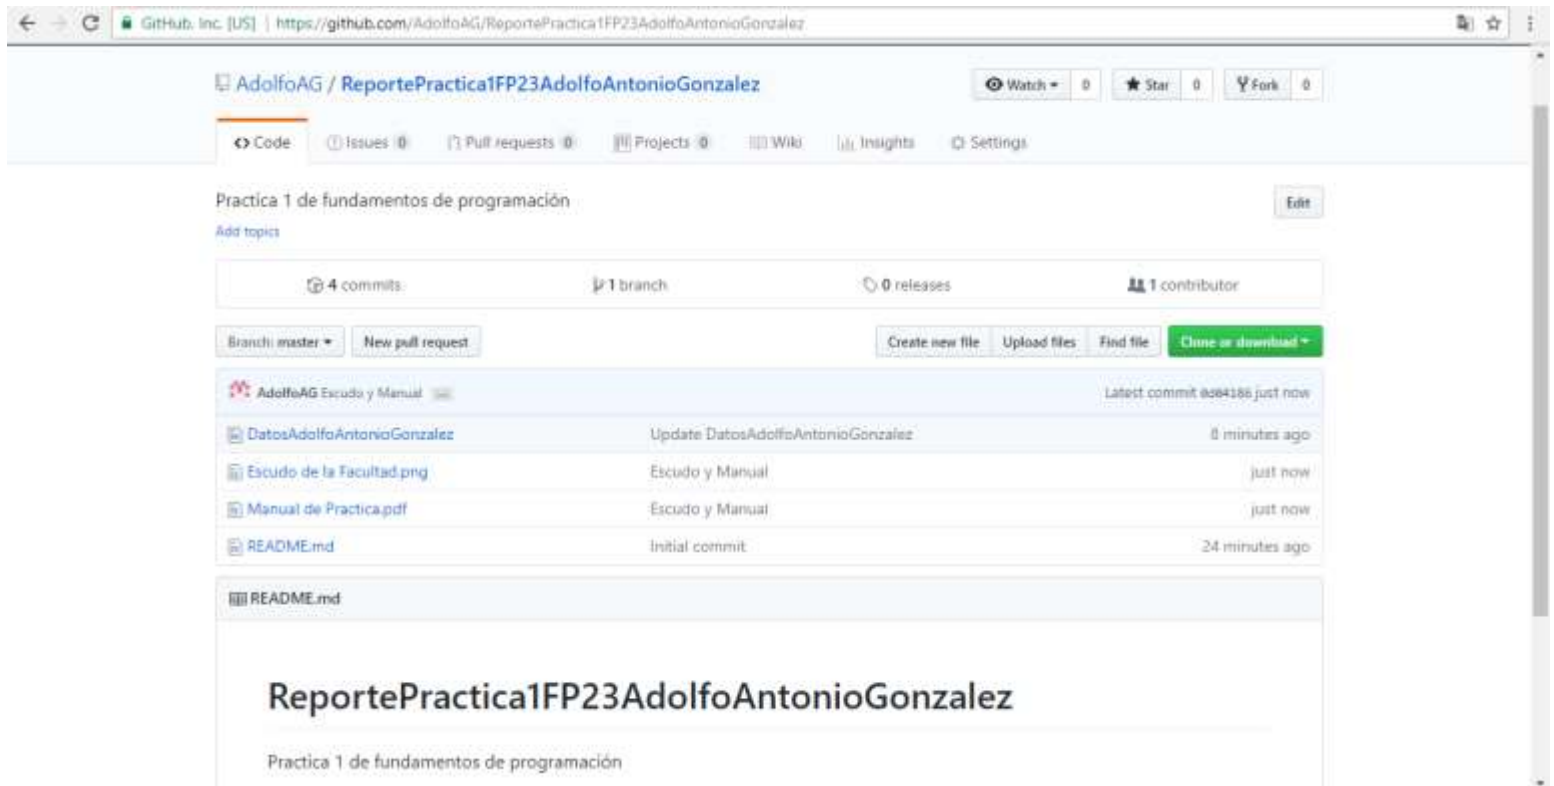 GitHub, Inc. [US] | https://github.com/AdolfoAG/ReportePractica1FP23AdolfoAntonioGonzalez
AdolfoAG / ReportePractica1FP23AdolfoAntonioGonzalez Watch 0 Star 0 Fork 0
Code Issues 0 Pull requests 0 Projects 0 Wiki Insights Settings
Practica 1 de fundamentos de programación Edit
Add topics
4 commits 1 branch 0 releases 1 contributor
Branch: master New pull request Create new file Upload files Find file Clone or download
AdolfoAG Escudo y Manual Latest commit just now
DatosAdolfoAntonioGonzalez Update DatosAdolfoAntonioGonzalez 8 minutes ago
Escudo de la Facultad.png Escudo y Manual just now
Manual de Practica.pdf Escudo y Manual just now
README.md Initial commit 24 minutes ago
README.md
ReportePractica1FP23AdolfoAntonioGonzalez
Practica 1 de fundamentos de programación